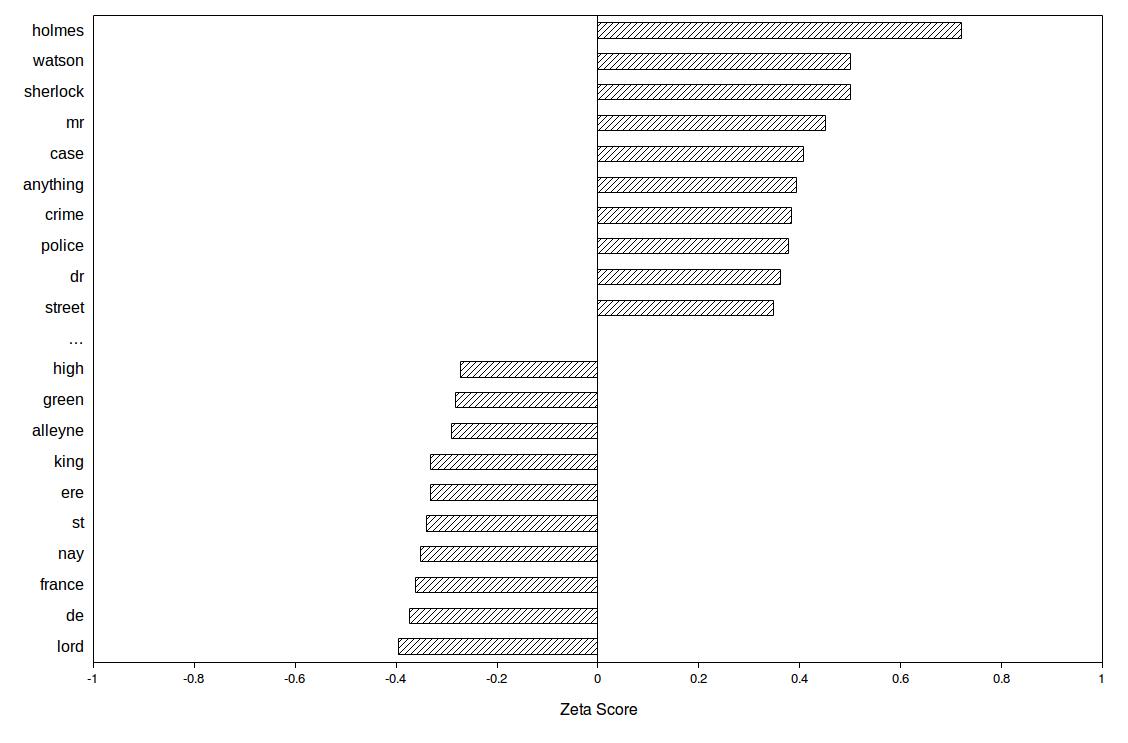 holmes
watson
sherlock
mr
case
anything
crime
police
dr
street
...
high
green
alleyne
king
ere
st
nay
france
de
lord
-1 -0.8 -0.6 -0.4 -0.2 0 0.2 0.4 0.6 0.8 1
Zeta Score